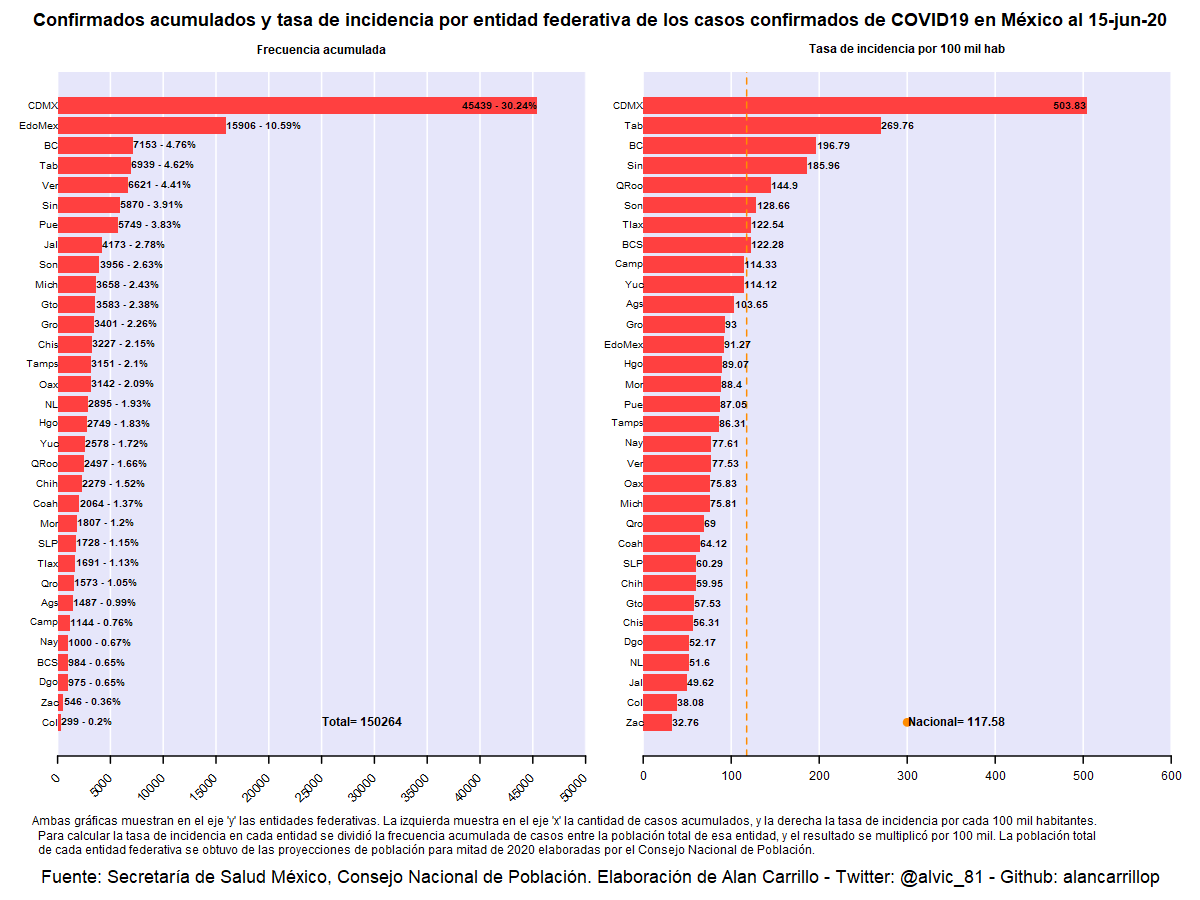 Confirmados acumulados y tasa de incidencia por entidad federativa de los casos confirmados de COVID19 en México al 15-jun-20
Frecuencia acumulada
CDMX 45439 - 30.24%
EdoMex 15906 - 10.59%
BC 7153 - 4.76%
Tab 6939 - 4.62%
Ver 6621 - 4.41%
Sin 5870 - 3.91%
Pue 5749 - 3.83%
Jal 4173 - 2.78%
Son 3956 - 2.63%
Mich 3658 - 2.43%
Gto 3583 - 2.38%
Gro 3401 - 2.26%
Chis 3227 - 2.15%
Tamps 3151 - 2.1%
Oax 3142 - 2.09%
NL 2895 - 1.93%
Hgo 2749 - 1.83%
Yuc 2578 - 1.72%
QRoo 2497 - 1.66%
Chih 2279 - 1.52%
Coah 2064 - 1.37%
Mor 1807 - 1.2%
SLP 1728 - 1.15%
Tlax 1691 - 1.13%
Qro 1573 - 1.05%
Ags 1487 - 0.99%
Camp 1144 - 0.76%
Nay 1000 - 0.67%
BCS 984 - 0.65%
Dgo 975 - 0.65%
Zac 546 - 0.36%
Col 299 - 0.2%
Total= 150264
0 5000 10000 15000 20000 25000 30000 35000 40000 45000 50000
Tasa de incidencia por 100 mil hab
CDMX 503.83
Tab 269.76
BC 196.79
Sin 185.96
QRoo 144.9
Son 128.66
Tlax 122.54
BCS 122.28
Camp 114.33
Yuc 114.12
Ags 103.65
Gro 93
EdoMex 91.27
Hgo 89.07
Mor 88.4
Pue 87.05
Tamps 86.31
Nay 77.61
Ver 77.53
Oax 75.83
Mich 75.81
Qro 69
Coah 64.12
SLP 60.29
Chih 59.95
Gto 57.53
Chis 56.31
Dgo 52.17
NL 51.6
Jal 49.62
Col 38.08
Zac 32.76
Nacional= 117.58
0 100 200 300 400 500 600
Ambas gráficas muestran en el eje 'y' las entidades federativas. La izquierda muestra en el eje 'x' la cantidad de casos acumulados, y la derecha la tasa de incidencia por cada 100 mil habitantes.
Para calcular la tasa de incidencia en cada entidad se dividió la frecuencia acumulada de casos entre la población total de esa entidad, y el resultado se multiplicó por 100 mil. La población total
de cada entidad federativa se obtuvo de las proyecciones de población para mitad de 2020 elaboradas por el Consejo Nacional de Población.
Fuente: Secretaría de Salud México, Consejo Nacional de Población. Elaboración de Alan Carrillo - Twitter: @alvic_81 - Github: alancarrillop